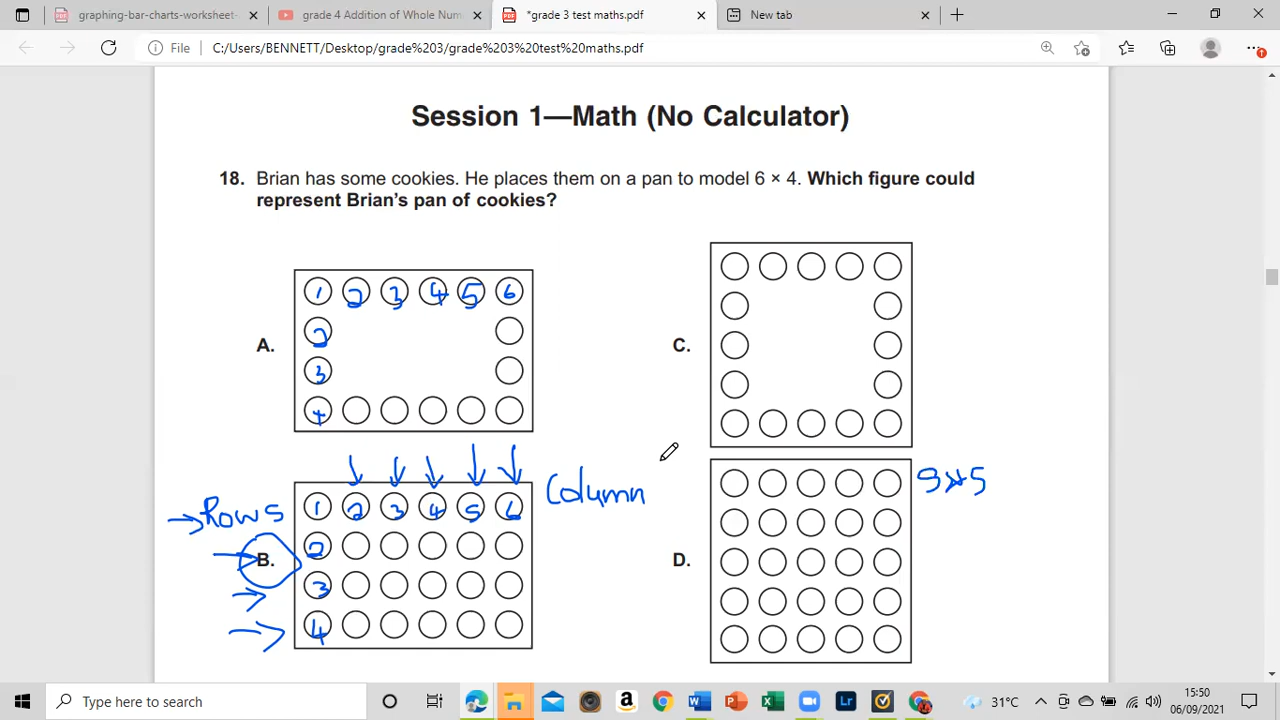 graphing-bar-charts-worksheet-
grade 4 Addition of Whole Num
*grade 3 test maths.pdf
New tab
File
C:/Users/BENNETT/Desktop/grade%203/grade%203%20test%20maths.pdf
Session 1—Math (No Calculator)
18. Brian has some cookies. He places them on a pan to model 6 × 4. Which figure could
represent Brian's pan of cookies?
A.
1 2 3 4 5 6
2
3
4
C.
Rows
Column
B.
1 2 3 4 5 6
2
3
4
D.
5×5
Type here to search
31°C
15:50
06/09/2021